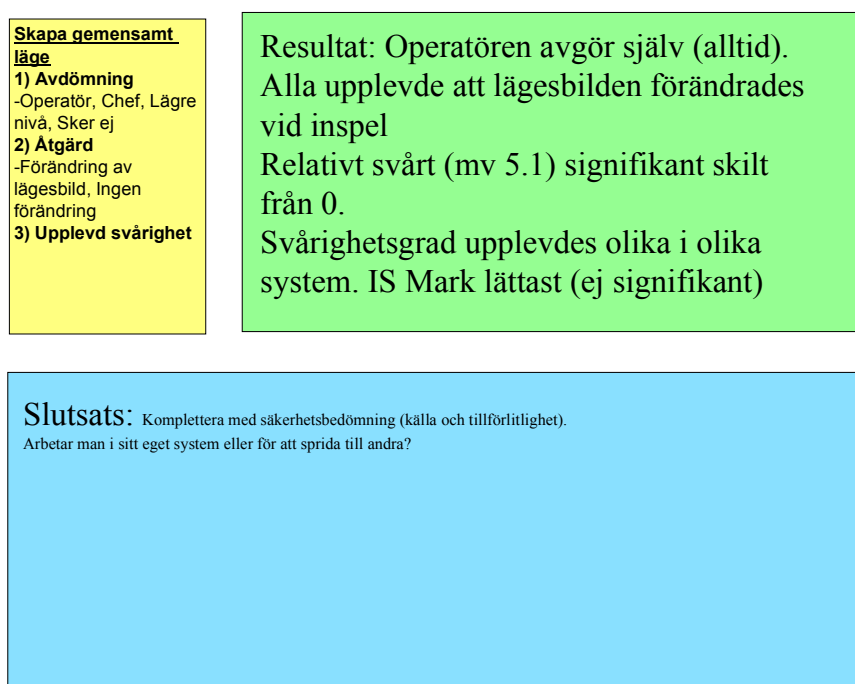 Skapa gemensamt
läge
1) Avdömning
-Operatör, Chef, Lägre
nivå, Sker ej
2) Åtgärd
-Förändring av
lägesbild, Ingen
förändring
3) Upplevd svårighet
Resultat: Operatören avgör själv (alltid).
Alla upplevde att lägesbilden förändrades
vid inspel
Relativt svårt (mv 5.1) signifikant skilt
från 0.
Svårighetsgrad upplevdes olika i olika
system. IS Mark lättast (ej signifikant)
Slutsats: Komplettera med säkerhetsbedömning (källa och tillförlitlighet).
Arbetar man i sitt eget system eller för att sprida till andra?